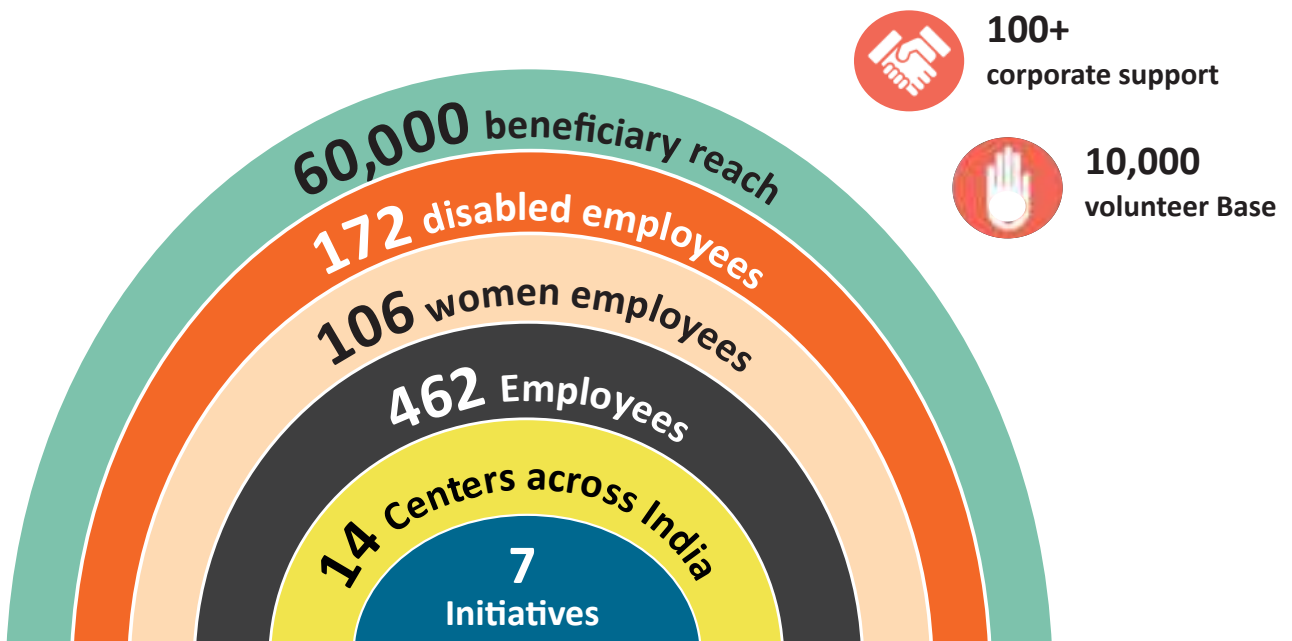 100+
corporate support
10,000
volunteer Base
60,000 beneficiary reach
172 disabled employees
106 women employees
462 Employees
14 Centers across India
7
Initiatives